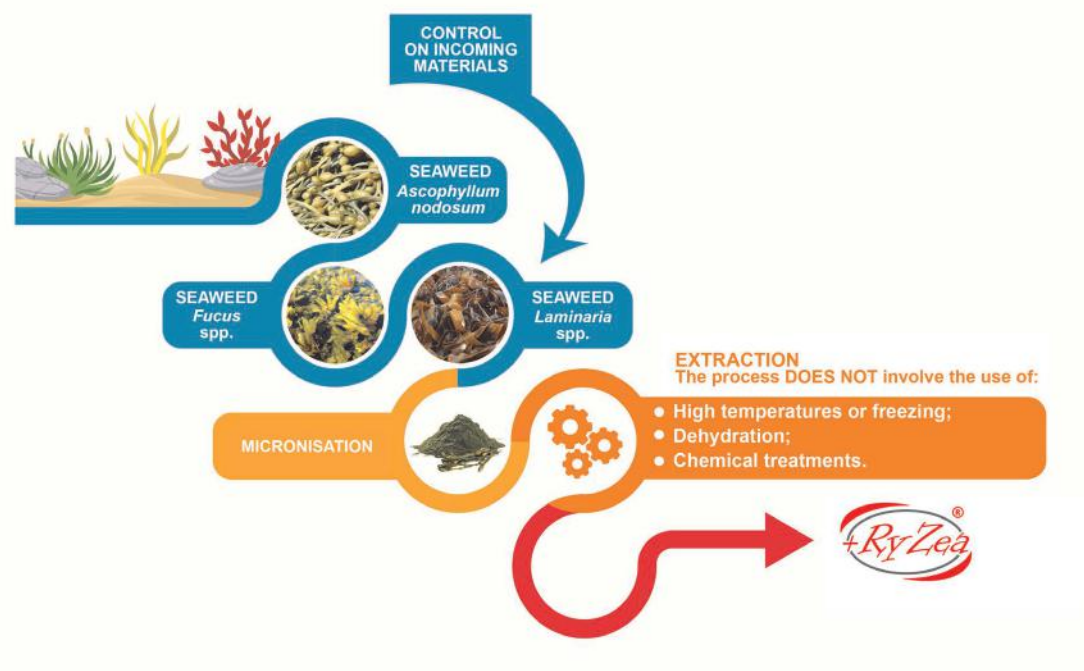 CONTROL
ON INCOMING
MATERIALS
SEAWEED
Ascophyllum
nodosum
SEAWEED
Fucus
spp.
SEAWEED
Laminaria
spp.
EXTRACTION
The process DOES NOT involve the use of:
• High temperatures or freezing;
• Dehydration;
• Chemical treatments.
MICRONISATION
+RyZea®